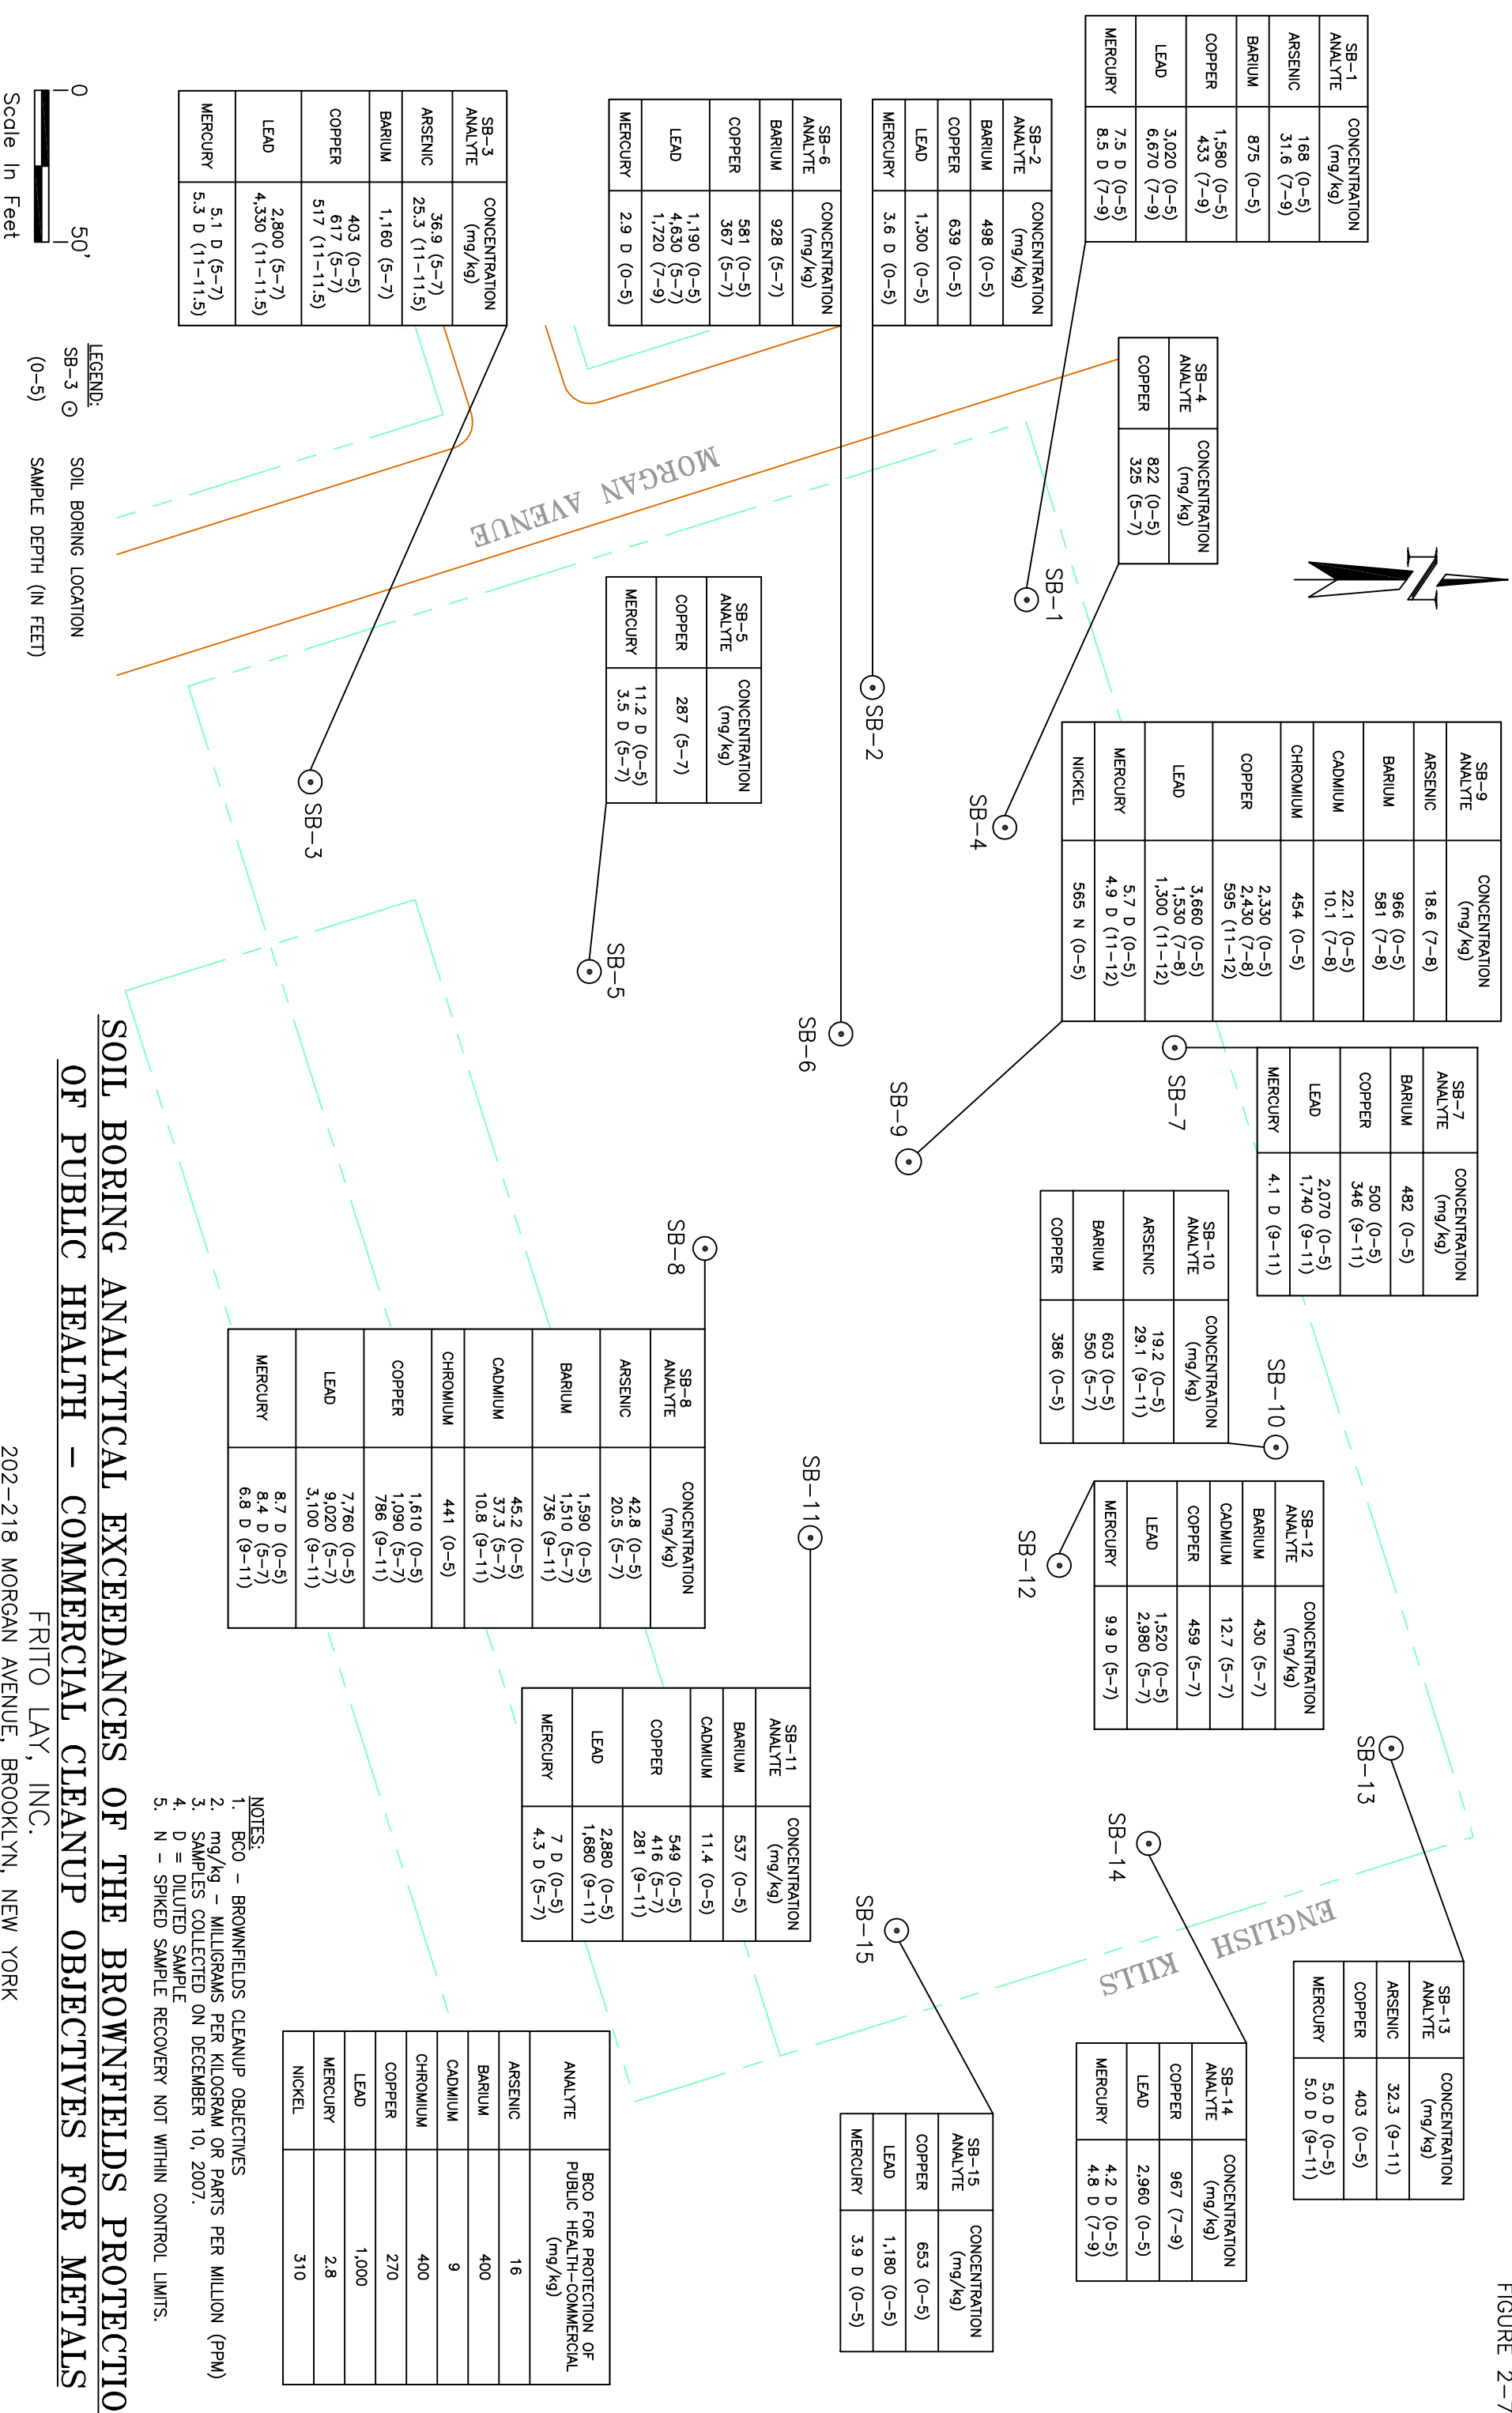 FIGURE 2-7
SB-1 ANALYTE CONCENTRATION (mg/kg)
ARSENIC 168 (0-5)
31.6 (7-9)
BARIUM 875 (0-5)
COPPER 1,580 (0-5)
433 (7-9)
LEAD 3,020 (0-5)
6,670 (7-9)
MERCURY 7.5 D (0-5)
8.5 D (7-9)
SB-4 ANALYTE CONCENTRATION (mg/kg)
COPPER 822 (0-5)
325 (5-7)
SB-9 ANALYTE CONCENTRATION (mg/kg)
ARSENIC 18.6 (7-8)
BARIUM 966 (0-5)
581 (7-8)
CADMIUM 22.1 (0-5)
10.1 (7-8)
CHROMIUM 454 (0-5)
COPPER 2,330 (0-5)
2,430 (7-8)
595 (11-12)
LEAD 3,660 (0-5)
1,530 (7-8)
1,300 (11-12)
MERCURY 5.7 D (0-5)
4.9 D (11-12)
NICKEL 565 N (0-5)
SB-7 ANALYTE CONCENTRATION (mg/kg)
BARIUM 482 (0-5)
COPPER 500 (0-5)
346 (9-11)
LEAD 2,070 (0-5)
1,740 (9-11)
MERCURY 4.1 D (9-11)
SB-10 ANALYTE CONCENTRATION (mg/kg)
ARSENIC 19.2 (0-5)
29.1 (9-11)
BARIUM 603 (0-5)
550 (5-7)
COPPER 386 (0-5)
SB-12 ANALYTE CONCENTRATION (mg/kg)
BARIUM 430 (5-7)
CADMIUM 12.7 (5-7)
COPPER 459 (5-7)
LEAD 1,520 (0-5)
2,980 (5-7)
MERCURY 9.9 D (5-7)
SB-13 ANALYTE CONCENTRATION (mg/kg)
ARSENIC 32.3 (9-11)
COPPER 403 (0-5)
MERCURY 5.0 D (0-5)
5.0 D (9-11)
SB-14 ANALYTE CONCENTRATION (mg/kg)
COPPER 967 (7-9)
LEAD 2,960 (0-5)
MERCURY 4.2 D (0-5)
4.8 D (7-9)
SB-2 ANALYTE CONCENTRATION (mg/kg)
BARIUM 498 (0-5)
COPPER 639 (0-5)
LEAD 1,300 (0-5)
MERCURY 3.6 D (0-5)
SB-15 ANALYTE CONCENTRATION (mg/kg)
COPPER 653 (0-5)
LEAD 1,180 (0-5)
MERCURY 3.9 D (0-5)
SB-6 ANALYTE CONCENTRATION (mg/kg)
BARIUM 928 (5-7)
COPPER 581 (0-5)
367 (5-7)
LEAD 1,190 (0-5)
4,630 (5-7)
1,720 (7-9)
MERCURY 2.9 D (0-5)
SB-5 ANALYTE CONCENTRATION (mg/kg)
COPPER 287 (5-7)
MERCURY 11.2 D (0-5)
3.5 D (5-7)
SB-11 ANALYTE CONCENTRATION (mg/kg)
BARIUM 537 (0-5)
CADMIUM 11.4 (0-5)
COPPER 549 (0-5)
416 (5-7)
281 (9-11)
LEAD 2,880 (0-5)
1,680 (9-11)
MERCURY 7 D (0-5)
4.3 D (5-7)
SB-8 ANALYTE CONCENTRATION (mg/kg)
ARSENIC 42.8 (0-5)
20.5 (5-7)
BARIUM 1,590 (0-5)
1,510 (5-7)
736 (9-11)
CADMIUM 45.2 (0-5)
37.3 (5-7)
10.8 (9-11)
CHROMIUM 441 (0-5)
COPPER 1,610 (0-5)
1,090 (5-7)
786 (9-11)
LEAD 7,760 (0-5)
9,020 (5-7)
3,100 (9-11)
MERCURY 8.7 D (0-5)
8.4 D (5-7)
6.8 D (9-11)
SB-3 ANALYTE CONCENTRATION (mg/kg)
ARSENIC 36.9 (5-7)
25.3 (11-11.5)
BARIUM 1,160 (5-7)
COPPER 403 (0-5)
617 (5-7)
517 (11-11.5)
LEAD 2,800 (5-7)
4,330 (11-11.5)
MERCURY 5.1 D (5-7)
5.3 D (11-11.5)
ANALYTE BCO FOR PROTECTION OF PUBLIC HEALTH-COMMERCIAL (mg/kg)
ARSENIC 16
BARIUM 400
CADMIUM 9
CHROMIUM 400
COPPER 270
LEAD 1,000
MERCURY 2.8
NICKEL 310
N
SB-1
SB-2
SB-3
SB-4
SB-5
SB-6
SB-7
SB-8
SB-9
SB-10
SB-11
SB-12
SB-13
SB-14
SB-15
MORGAN AVENUE
ENGLISH KILLS
0 50'
Scale In Feet
LEGEND:
SB-3 SOIL BORING LOCATION
(0-5) SAMPLE DEPTH (IN FEET)
NOTES:
1. BCO - BROWNFIELDS CLEANUP OBJECTIVES
2. mg/kg - MILLIGRAMS PER KILOGRAM OR PARTS PER MILLION (PPM)
3. SAMPLES COLLECTED ON DECEMBER 10, 2007.
4. D = DILUTED SAMPLE
5. N - SPIKED SAMPLE RECOVERY NOT WITHIN CONTROL LIMITS.
SOIL BORING ANALYTICAL EXCEEDANCES OF THE BROWNFIELDS PROTECTIO
OF PUBLIC HEALTH - COMMERCIAL CLEANUP OBJECTIVES FOR METALS
FRITO LAY, INC.
202-218 MORGAN AVENUE, BROOKLYN, NEW YORK